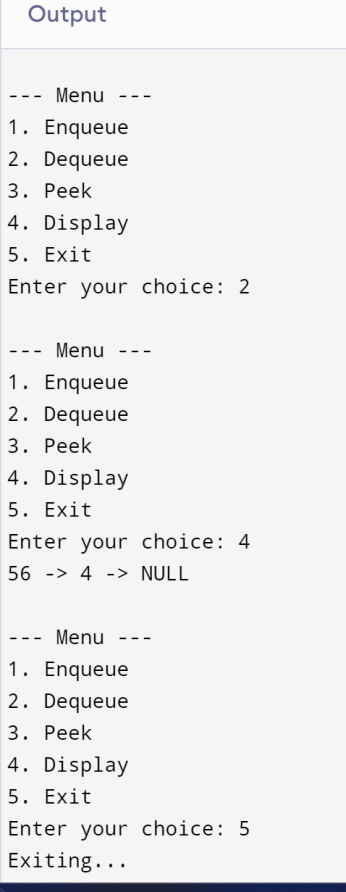 Output
--- Menu ---
1. Enqueue
2. Dequeue
3. Peek
4. Display
5. Exit
Enter your choice: 2
--- Menu ---
1. Enqueue
2. Dequeue
3. Peek
4. Display
5. Exit
Enter your choice: 4
56 -> 4 -> NULL
--- Menu ---
1. Enqueue
2. Dequeue
3. Peek
4. Display
5. Exit
Enter your choice: 5
Exiting...